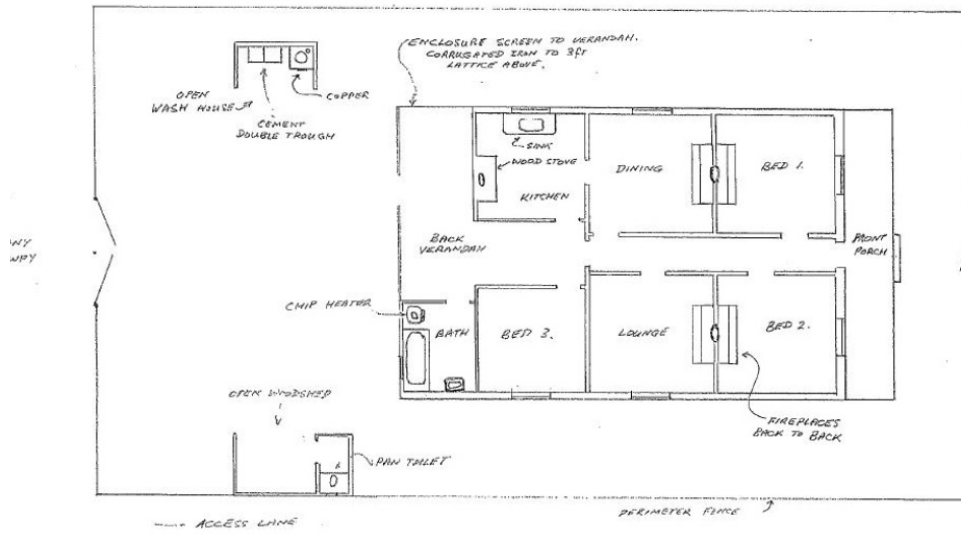 ENCLOSURE SCREEN TO VERANDAH.
CORRUGATED IRON TO 3ft
LATTICE ABOVE.
OPEN
WASH HOUSE
COPPER
CEMENT
DOUBLE TROUGH
SINK
WOOD STOVE
KITCHEN
DINING
BED 1.
BACK
VERANDAH
FRONT
PORCH
CHIP HEATER
BATH
BED 3.
LOUNGE
BED 2.
OPEN WOODSHED
PAN TOILET
FIREPLACES
BACK TO BACK
ACCESS LANE
PERIMETER FENCE